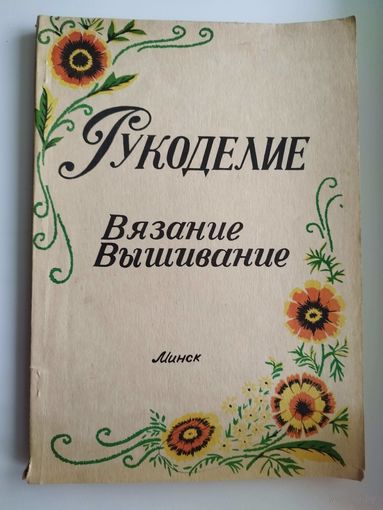 Рукоделие
Вязание
Вышивание
Минск